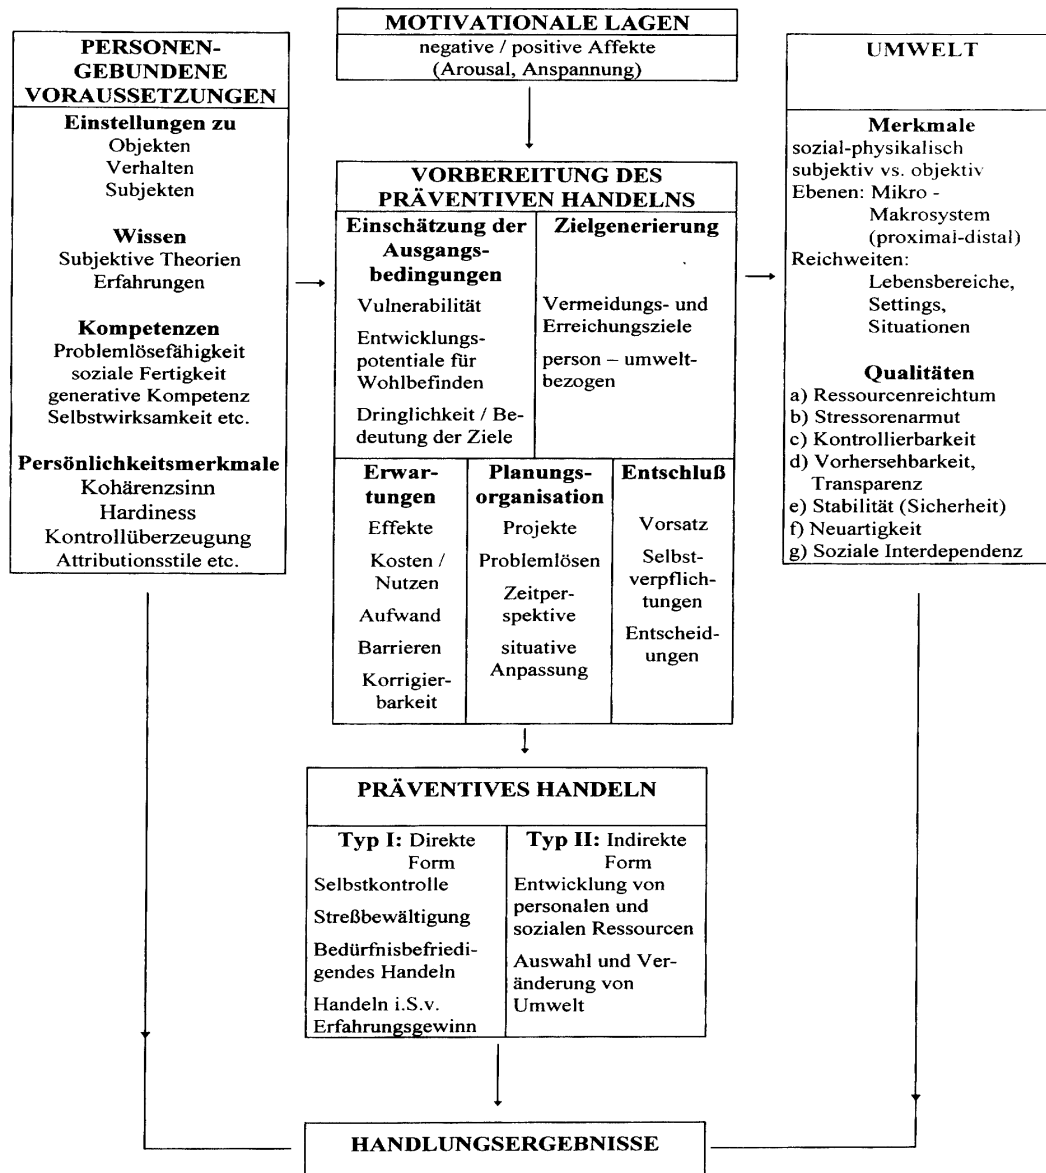 MOTIVATIONALE LAGEN
negative / positive Affekte
(Arousal, Anspannung)
PERSONEN-
GEBUNDENE
VORAUSSETZUNGEN
Einstellungen zu
Objekten
Verhalten
Subjekten
Wissen
Subjektive Theorien
Erfahrungen
Kompetenzen
Problemlösefähigkeit
soziale Fertigkeit
generative Kompetenz
Selbstwirksamkeit etc.
Persönlichkeitsmerkmale
Kohärenzsinn
Hardiness
Kontrollüberzeugung
Attributionsstile etc.
VORBEREITUNG DES
PRÄVENTIVEN HANDELNS
Einschätzung der
Ausgangs-
bedingungen
Vulnerabilität
Entwicklungs-
potentiale für
Wohlbefinden
Dringlichkeit / Be-
deutung der Ziele
Zielgenerierung
Vermeidungs- und
Erreichungsziele
person – umwelt-
bezogen
Erwar-
tungen
Effekte
Kosten /
Nutzen
Aufwand
Barrieren
Korrigier-
barkeit
Planungs-
organisation
Projekte
Problemlösen
Zeitper-
spektive
situative
Anpassung
Entschluß
Vorsatz
Selbst-
verpflich-
tungen
Entscheid-
ungen
UMWELT
Merkmale
sozial-physikalisch
subjektiv vs. objektiv
Ebenen: Mikro -
Makrosystem
(proximal-distal)
Reichweiten:
Lebensbereiche,
Settings,
Situationen
Qualitäten
a) Ressourcenreichtum
b) Stressorenarmut
c) Kontrollierbarkeit
d) Vorhersehbarkeit,
Transparenz
e) Stabilität (Sicherheit)
f) Neuartigkeit
g) Soziale Interdependenz
PRÄVENTIVES HANDELN
Typ I: Direkte
Form
Selbstkontrolle
Streßbewältigung
Bedürfnisbefriedi-
gendes Handeln
Handeln i.S.v.
Erfahrungsgewinn
Typ II: Indirekte
Form
Entwicklung von
personalen und
sozialen Ressourcen
Auswahl und Ver-
änderung von
Umwelt
HANDLUNGSERGEBNISSE